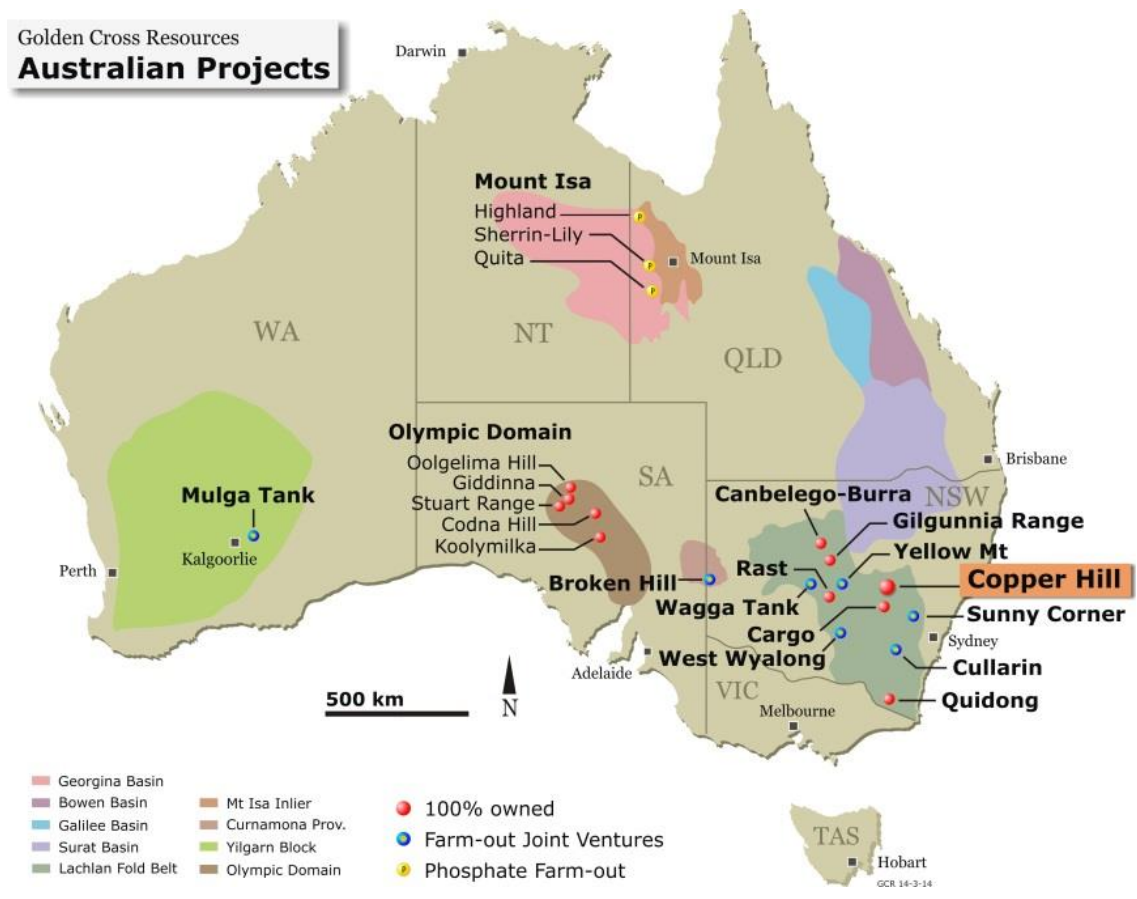 Golden Cross Resources
Australian Projects
Darwin
Mount Isa
Highland
Sherrin-Lily
Quita
P
P
P
Mount Isa
WA
NT
QLD
Olympic Domain
Oolgelima Hill
Giddinna
Stuart Range
Codna Hill
Koolymilka
SA
Brisbane
Canbelego-Burra
NSW
Gilgunnia Range
Yellow Mt
Mulga Tank
Kalgoorlie
Perth
Broken Hill
Rast
Copper Hill
Wagga Tank
Cargo
Sunny Corner
West Wyalong
Sydney
Cullarin
Adelaide
VIC
Quidong
Melbourne
500 km
N
Georgina Basin
Bowen Basin
Galilee Basin
Surat Basin
Lachlan Fold Belt
Mt Isa Inlier
Curnamona Prov.
Yilgarn Block
Olympic Domain
100% owned
Farm-out Joint Ventures
P
Phosphate Farm-out
TAS
Hobart
GCR 14-3-14